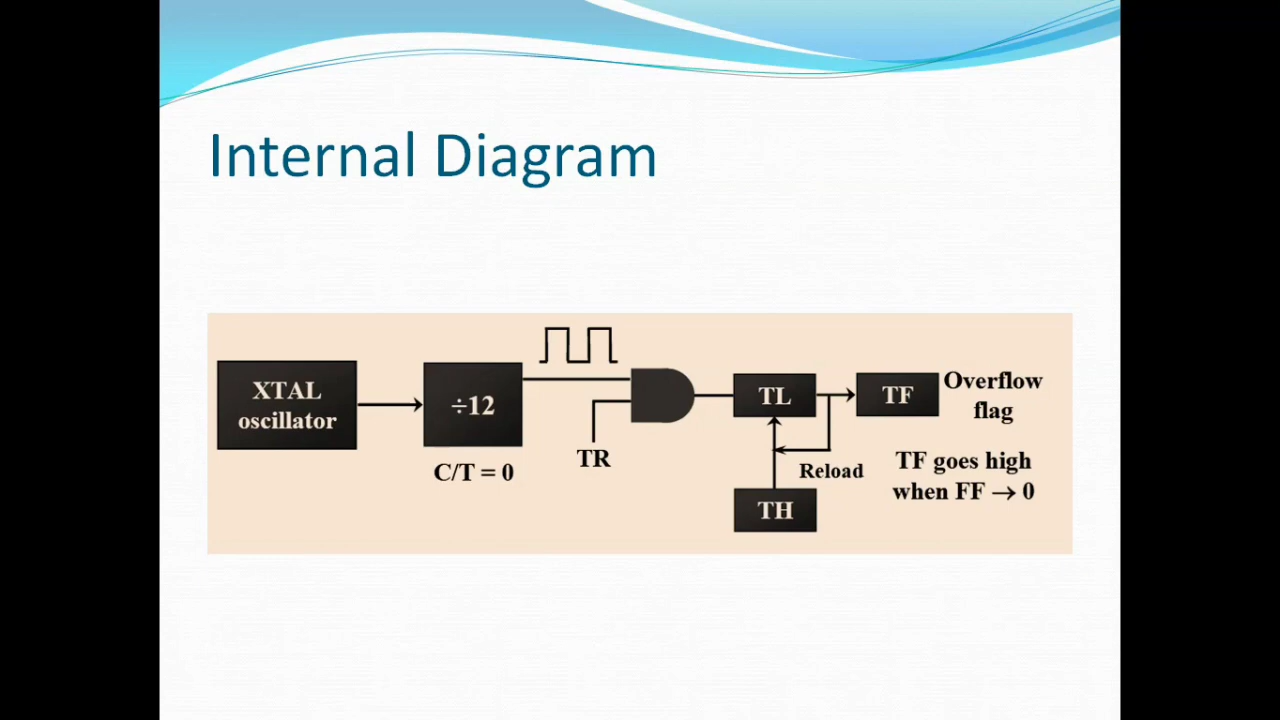 Internal Diagram
XTAL
oscillator
÷12
C/T = 0
TR
TL
TF
Overflow
flag
Reload
TH
TF goes high
when FF → 0